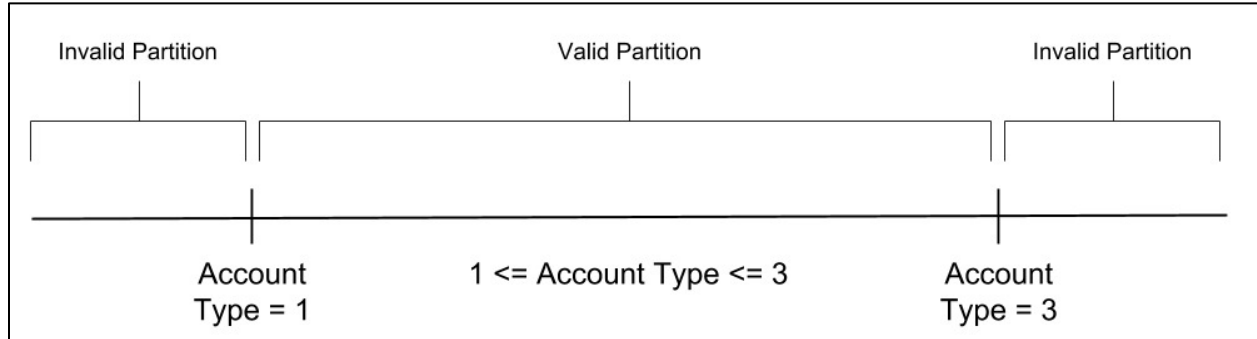 Invalid Partition
Valid Partition
Invalid Partition
Account
Type = 1
1 <= Account Type <= 3
Account
Type = 3